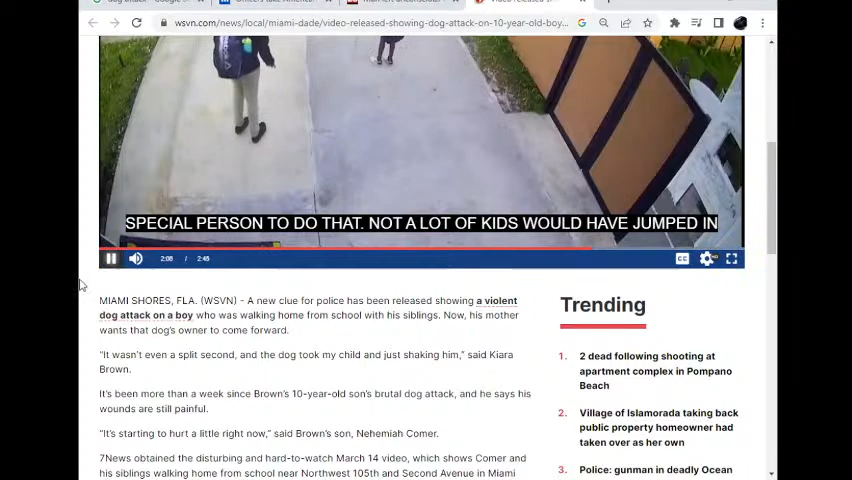 wsvn.com/news/local/miami-dade/video-released-showing-dog-attack-on-10-year-old-boy...
SPECIAL PERSON TO DO THAT. NOT A LOT OF KIDS WOULD HAVE JUMPED IN
2:08 / 2:45
MIAMI SHORES, FLA. (WSVN) - A new clue for police has been released showing a violent
dog attack on a boy who was walking home from school with his siblings. Now, his mother
wants that dog's owner to come forward.
“It wasn't even a split second, and the dog took my child and just shaking him,” said Kiara
Brown.
It's been more than a week since Brown's 10-year-old son's brutal dog attack, and he says his
wounds are still painful.
“It's starting to hurt a little right now,” said Brown's son, Nehemiah Comer.
7News obtained the disturbing and hard-to-watch March 14 video, which shows Comer and
his siblings walking home from school near Northwest 105th and Second Avenue in Miami
Trending
1. 2 dead following shooting at
apartment complex in Pompano
Beach
2. Village of Islamorada taking back
public property homeowner had
taken over as her own
3. Police: gunman in deadly Ocean